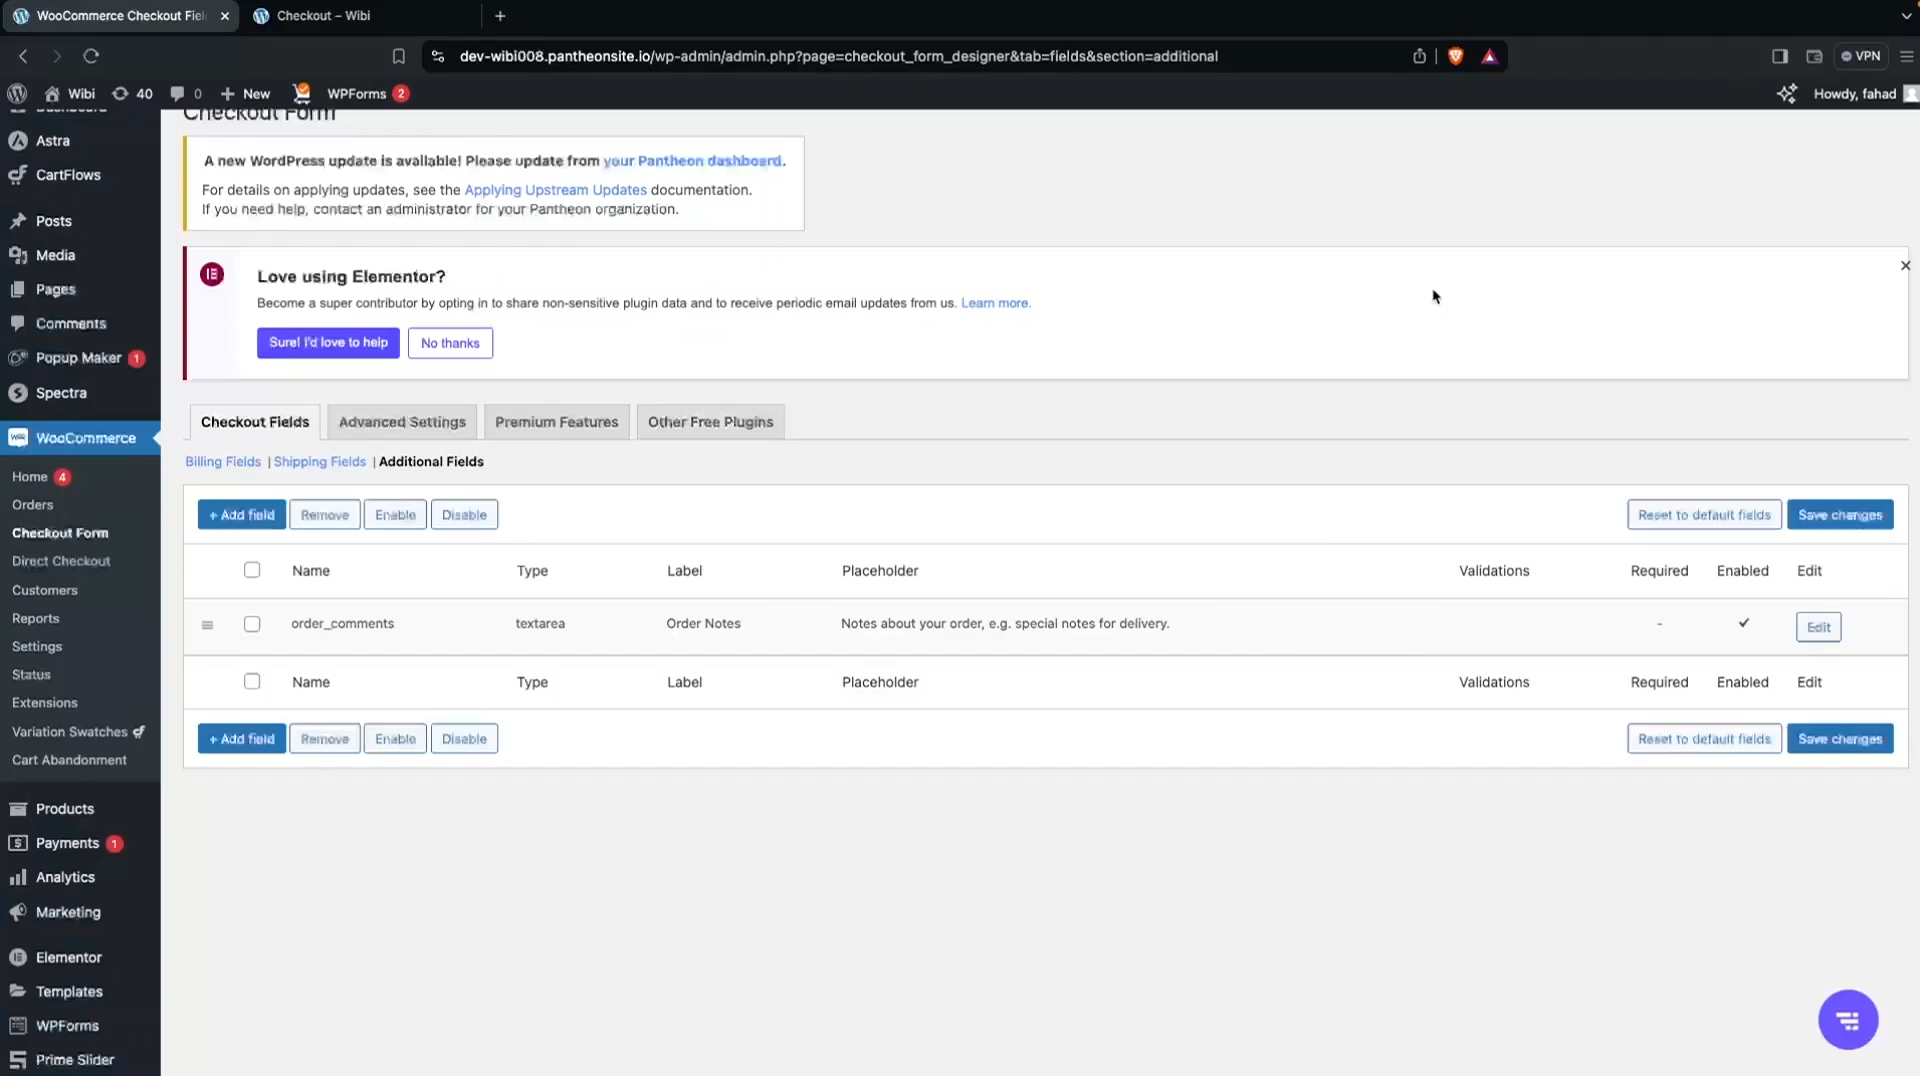 WooCommerce Checkout Fiel
Checkout – Wibi
dev-wibi008.pantheonsite.io/wp-admin/admin.php?page=checkout_form_designer&tab=fields&section=additional
VPN
Wibi
40
0
New
WPForms 2
Howdy, fahad
Dashboard
Astra
CartFlows
Posts
Media
Pages
Comments
Popup Maker 1
Spectra
WooCommerce
Home 4
Orders
Checkout Form
Direct Checkout
Customers
Reports
Settings
Status
Extensions
Variation Swatches
Cart Abandonment
Products
Payments 1
Analytics
Marketing
Elementor
Templates
WPForms
Prime Slider
Checkout Form
A new WordPress update is available! Please update from your Pantheon dashboard.
For details on applying updates, see the Applying Upstream Updates documentation.
If you need help, contact an administrator for your Pantheon organization.
Love using Elementor?
Become a super contributor by opting in to share non-sensitive plugin data and to receive periodic email updates from us. Learn more.
Sure! I'd love to help
No thanks
Checkout Fields
Advanced Settings
Premium Features
Other Free Plugins
Billing Fields | Shipping Fields | Additional Fields
+ Add field Remove Enable Disable Reset to default fields Save changes
Name Type Label Placeholder Validations Required Enabled Edit
order_comments textarea Order Notes Notes about your order, e.g. special notes for delivery. - ✓ Edit
Name Type Label Placeholder Validations Required Enabled Edit
+ Add field Remove Enable Disable Reset to default fields Save changes